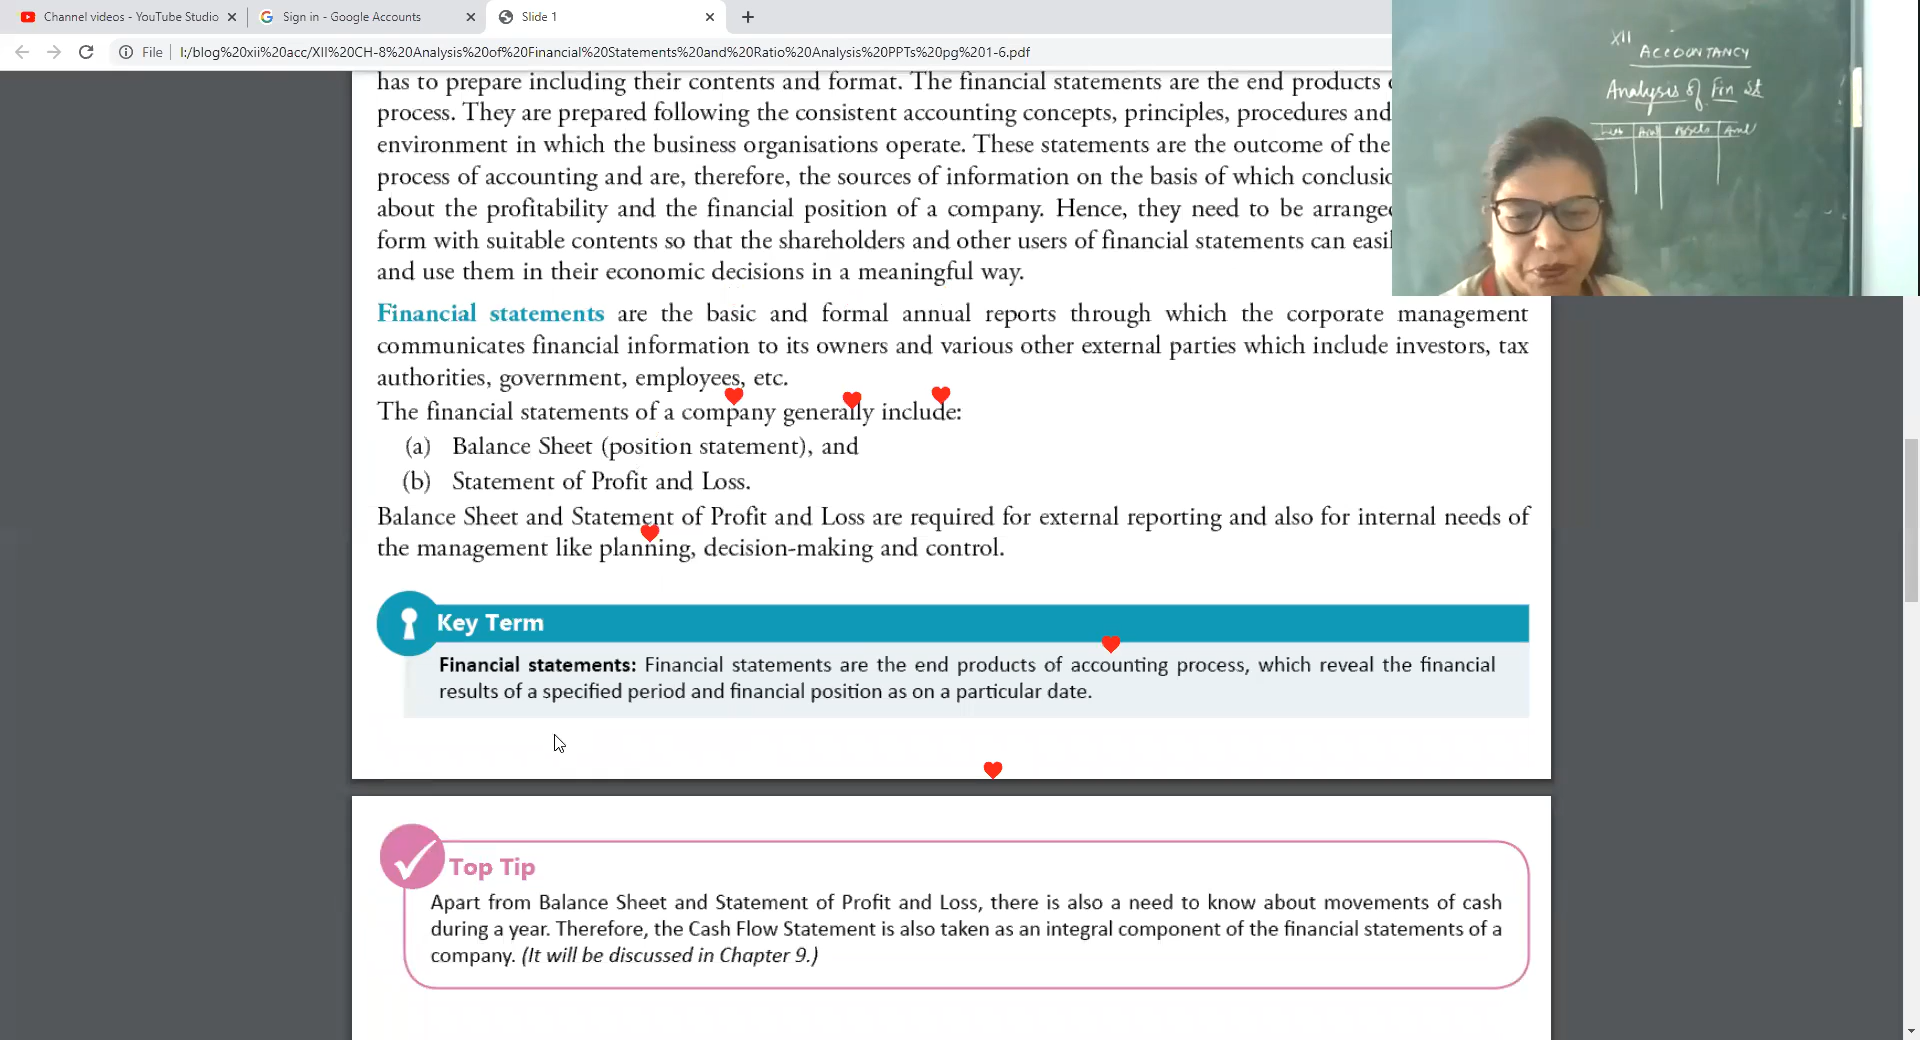 Channel videos - YouTube Studio
Sign in - Google Accounts
Slide 1
File
I:/blog%20xii%20acc/XII%20CH-8%20Analysis%20of%20Financial%20Statements%20and%20Ratio%20Analysis%20PPTs%20pg%201-6.pdf
has to prepare including their contents and format. The financial statements are the end products
process. They are prepared following the consistent accounting concepts, principles, procedures and
environment in which the business organisations operate. These statements are the outcome of the
process of accounting and are, therefore, the sources of information on the basis of which conclusio
about the profitability and the financial position of a company. Hence, they need to be arrange
form with suitable contents so that the shareholders and other users of financial statements can easil
and use them in their economic decisions in a meaningful way.
Financial statements are the basic and formal annual reports through which the corporate management
communicates financial information to its owners and various other external parties which include investors, tax
authorities, government, employees, etc.
The financial statements of a company generally include:
(a) Balance Sheet (position statement), and
(b) Statement of Profit and Loss.
Balance Sheet and Statement of Profit and Loss are required for external reporting and also for internal needs of
the management like planning, decision-making and control.
Key Term
Financial statements: Financial statements are the end products of accounting process, which reveal the financial
results of a specified period and financial position as on a particular date.
Top Tip
Apart from Balance Sheet and Statement of Profit and Loss, there is also a need to know about movements of cash
during a year. Therefore, the Cash Flow Statement is also taken as an integral component of the financial statements of a
company. (It will be discussed in Chapter 9.)
XII
ACCOUNTANCY
Analysis of Fin St
Assets